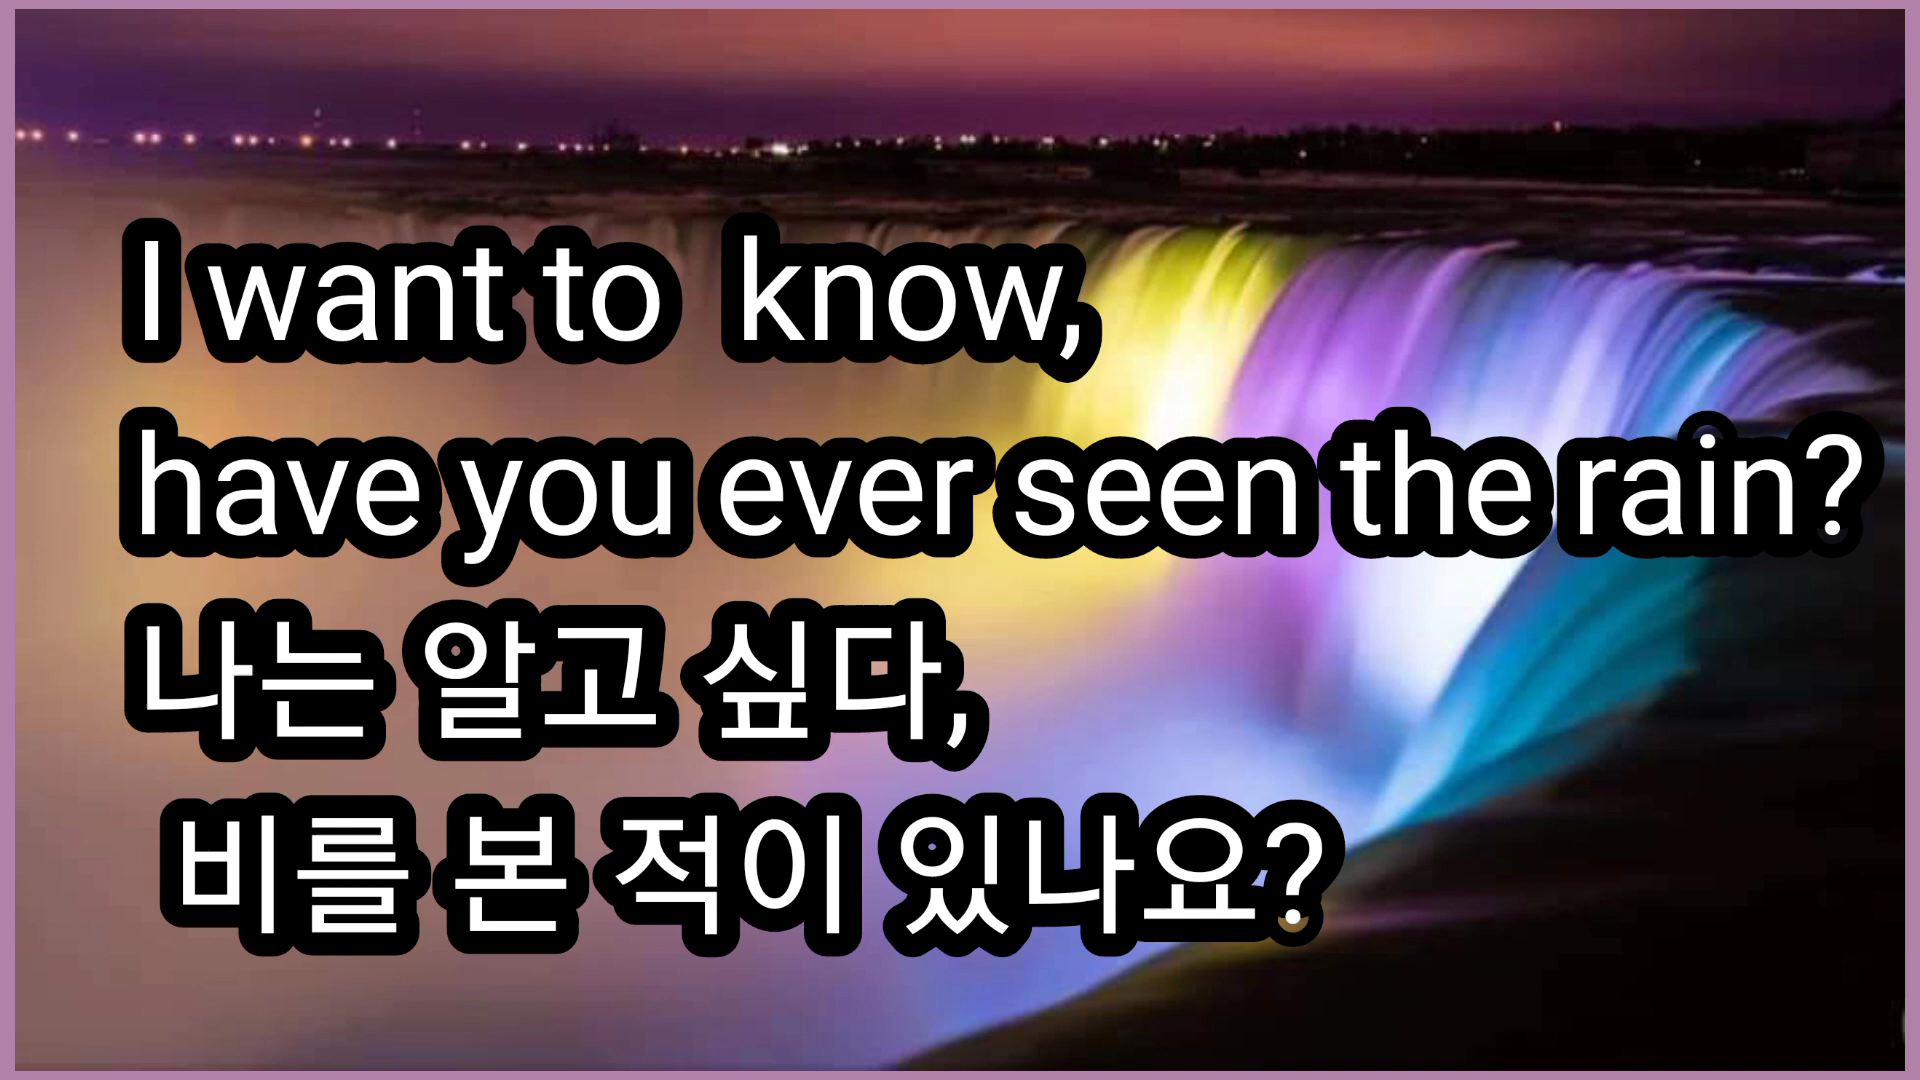 I want to  know,
have you ever seen the rain?
나는 알고 싶다,
비를 본 적이 있나요?